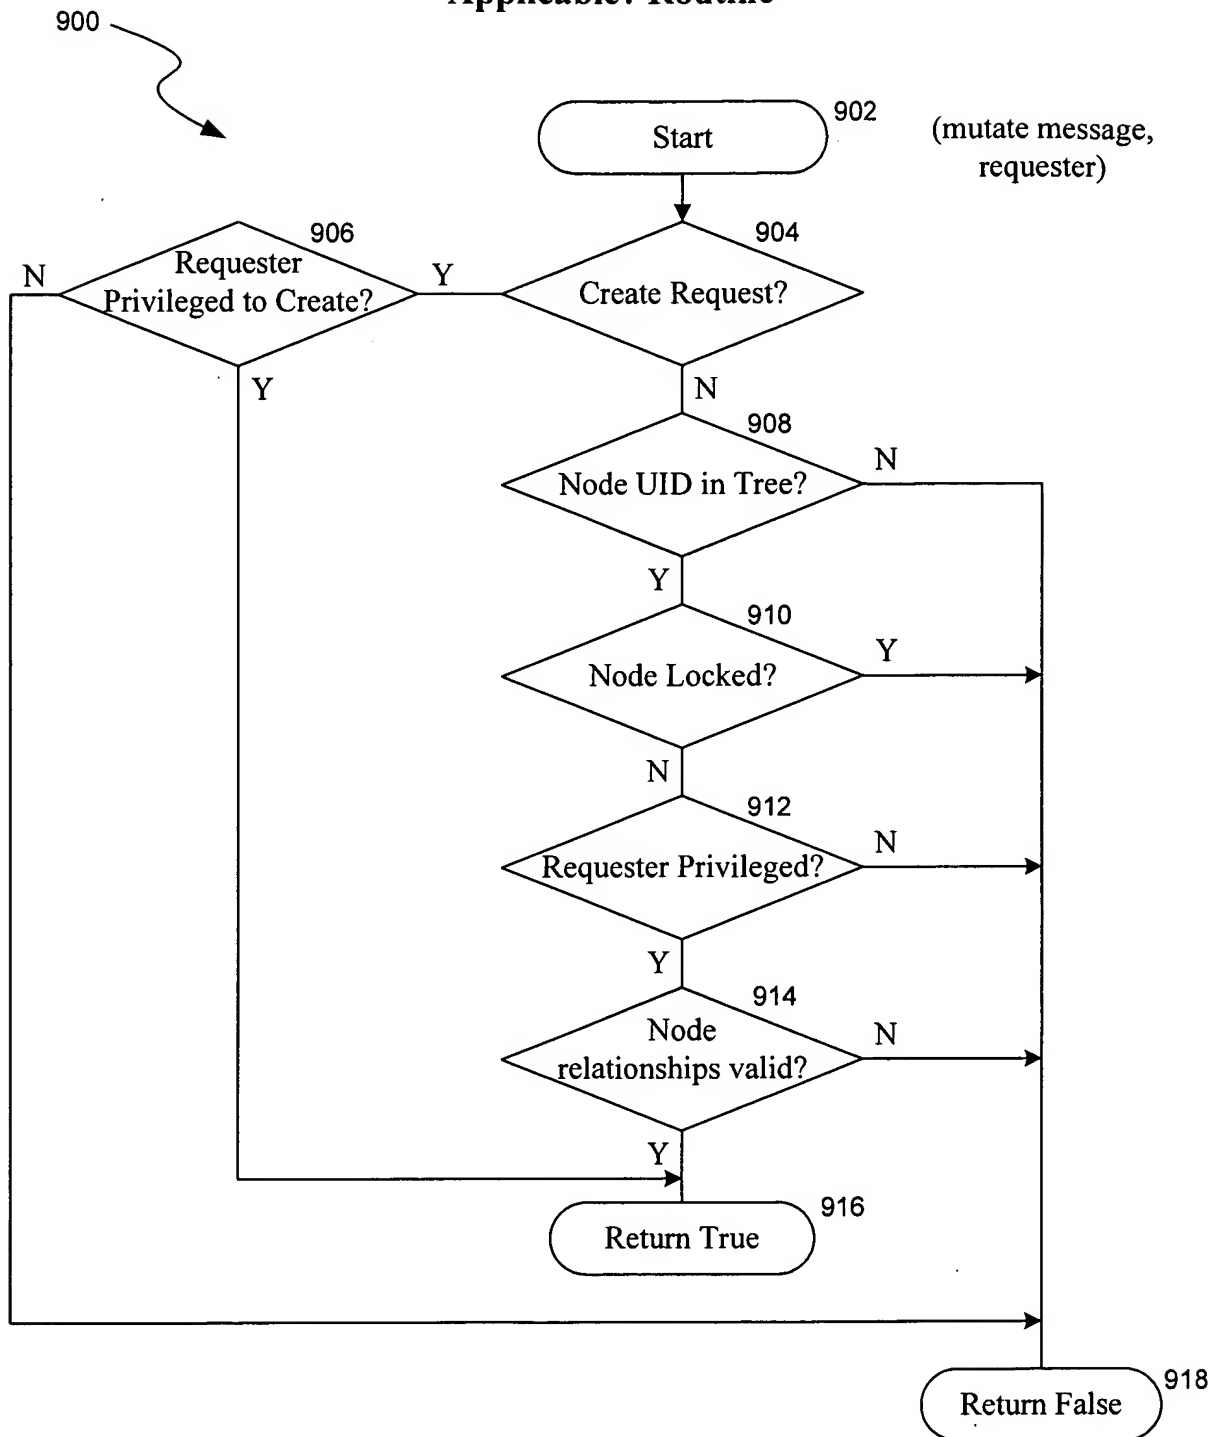 Applicable? Routine
900
Start
902
(mutate message,
requester)
906
Requester
Privileged to Create?
N
Y
Y
904
Create Request?
N
908
Node UID in Tree?
N
Y
910
Node Locked?
Y
N
912
Requester Privileged?
N
Y
914
Node
relationships valid?
N
Y
916
Return True
918
Return False